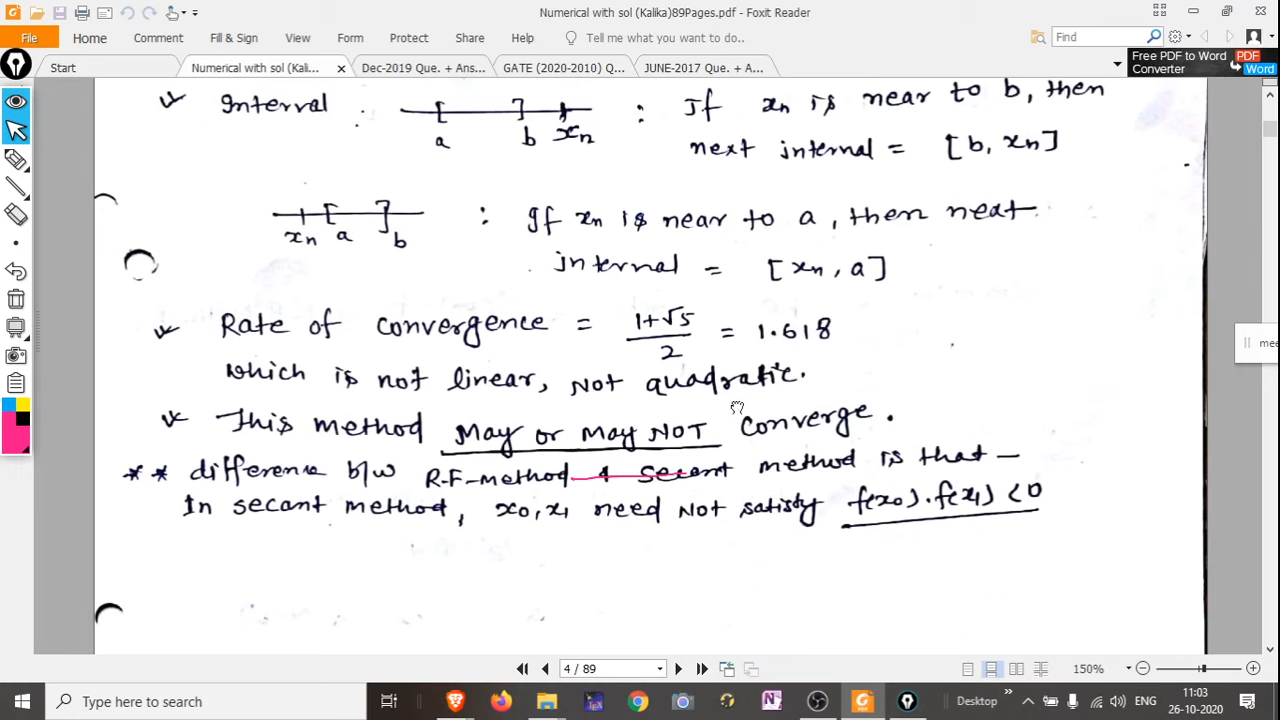 Numerical with sol (Kalika)89Pages.pdf - Foxit Reader
File Home Comment Fill & Sign View Form Protect Share Help Tell me what you want to do.. Find
Start Numerical with sol (Kali... Dec-2019 Que. + Ans... GATE (2020-2010) Q... JUNE-2017 Que. + A... Free PDF to Word Converter PDF Word
Interval a b xn : If xn is near to b, then
next internal = [b, xn]
xn a b : If xn is near to a, then next
internal = [xn, a]
Rate of convergence = 1+√5 / 2 = 1.618
which is not linear, NOT quadratic.
This method May or may NOT converge.
** difference b/w R-F-method & Secant method is that —
In secant method, x0, x1 need NOT satisfy f(x0).f(x1) < 0
mee
4 / 89 150%
Type here to search Desktop ENG 11:03
26-10-2020